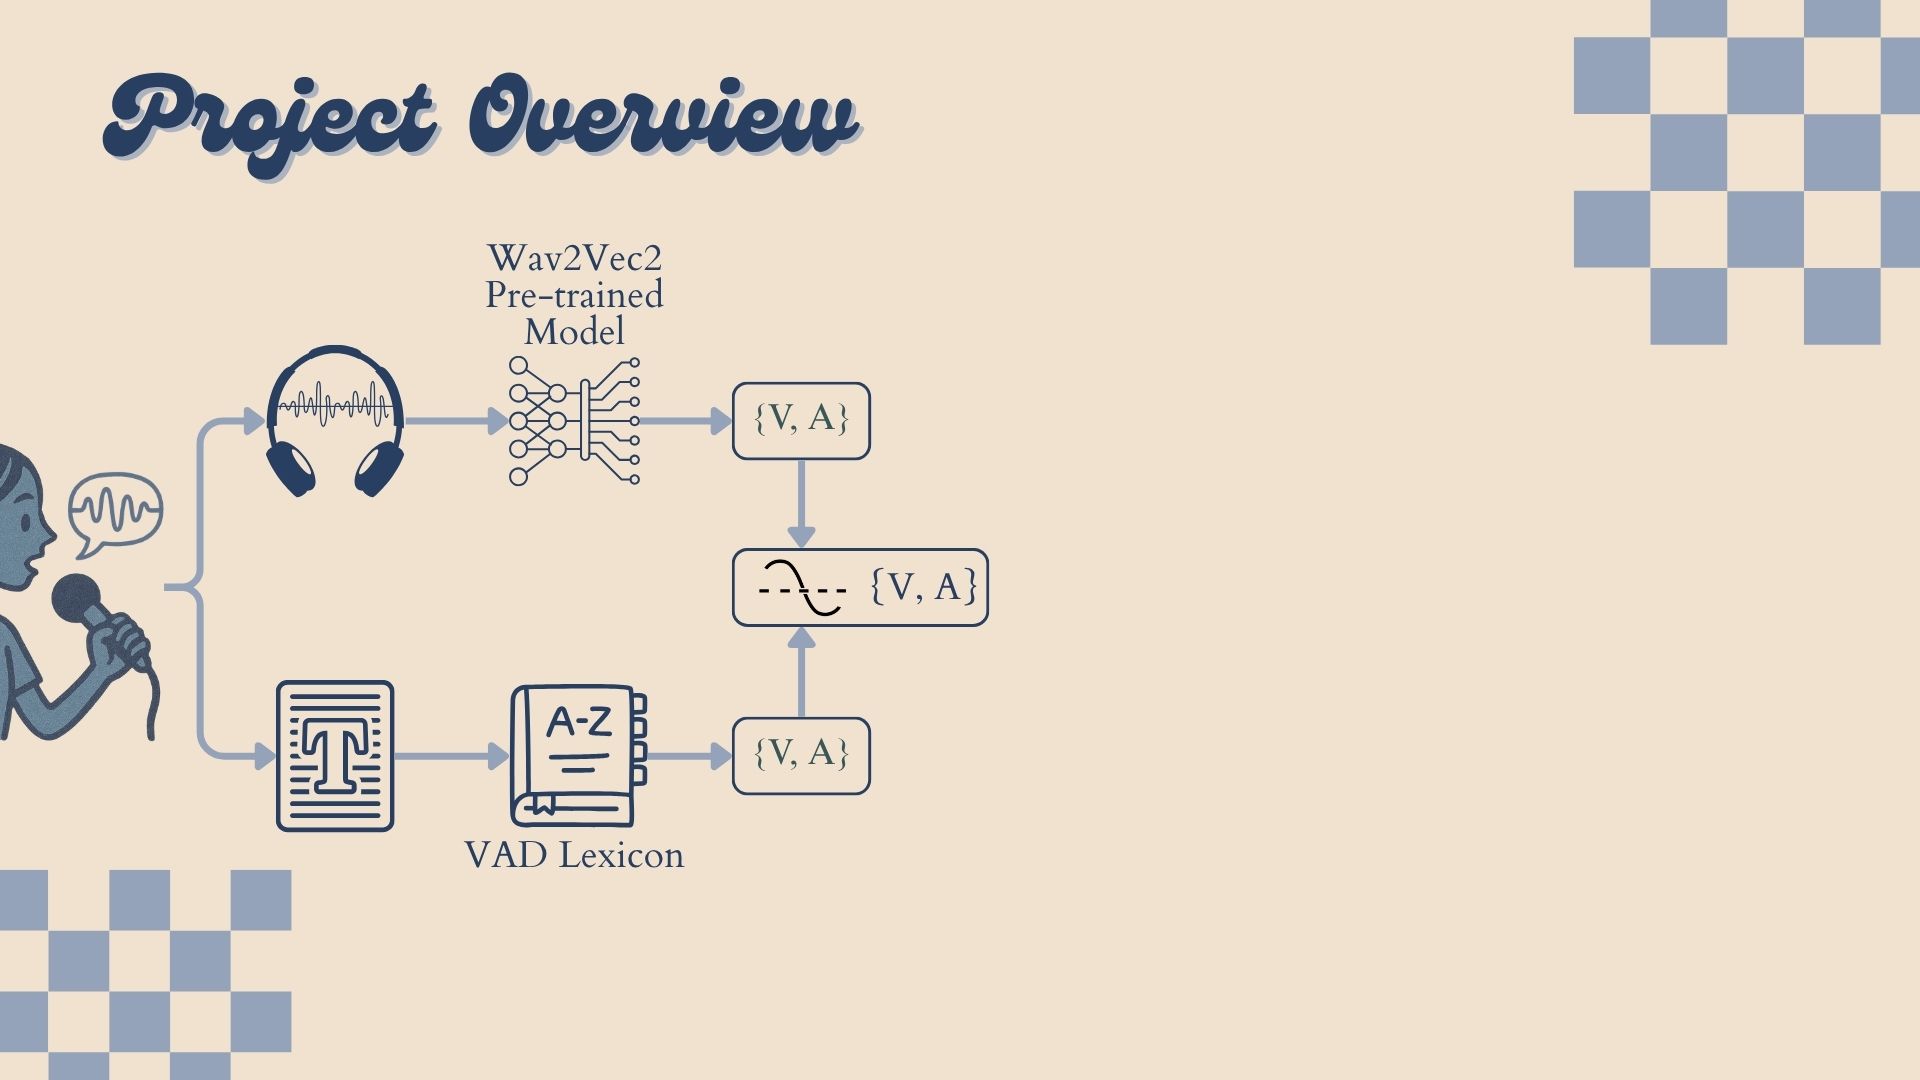 Project Overview
Wav2Vec2
Pre-trained
Model
{V, A}
{V, A}
T
A-Z
{V, A}
VAD Lexicon